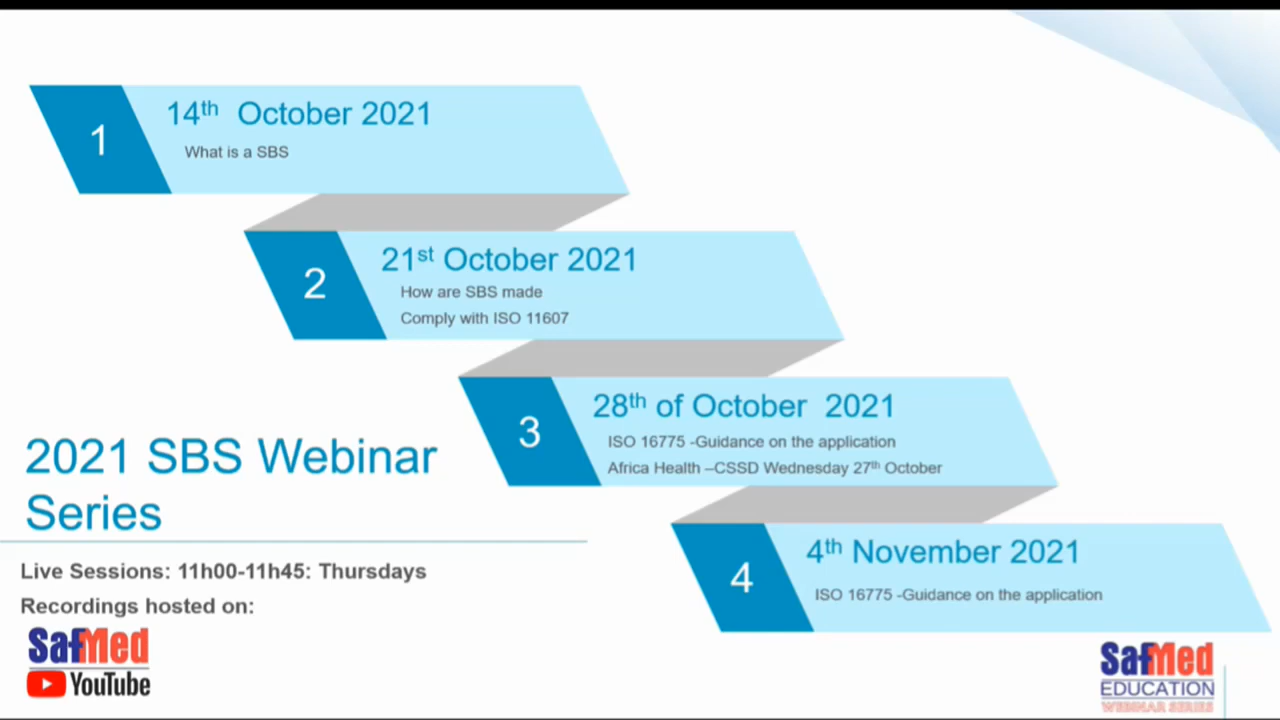 1
14th October 2021
What is a SBS
2
21st October 2021
How are SBS made
Comply with ISO 11607
3
28th of October 2021
ISO 16775 -Guidance on the application
Africa Health –CSSD Wednesday 27th October
4
4th November 2021
ISO 16775 -Guidance on the application
2021 SBS Webinar
Series
Live Sessions: 11h00-11h45: Thursdays
Recordings hosted on:
SafMed
YouTube
SafMed
EDUCATION
WEBINAR SERIES